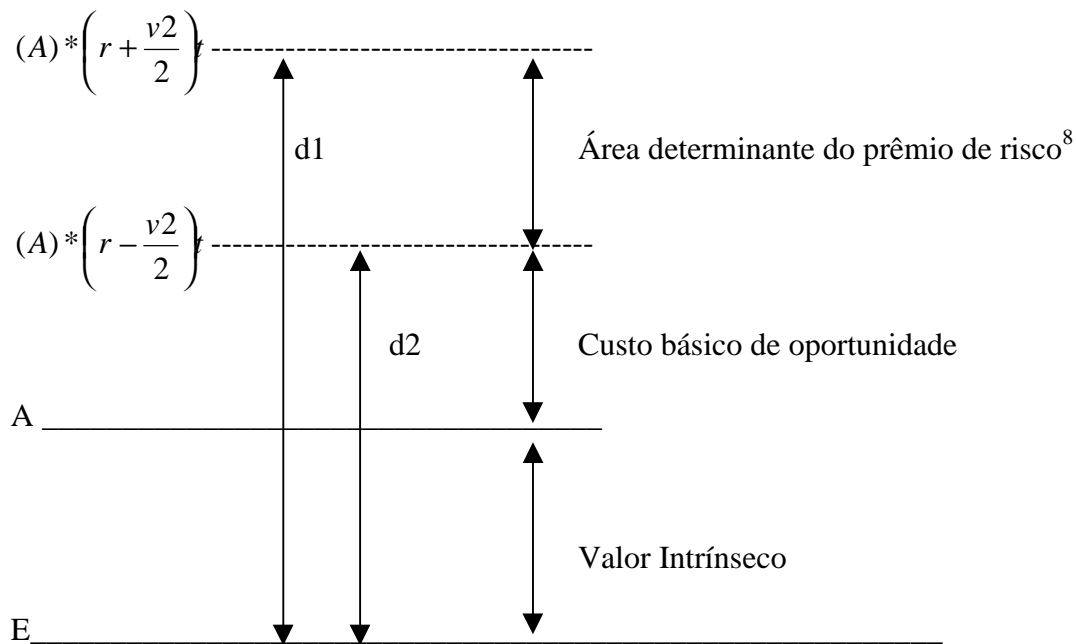 (A) * (r + v2/2) t
d1 Área determinante do prêmio de risco⁸
(A) * (r − v2/2) t
d2 Custo básico de oportunidade
A
Valor Intrínseco
E